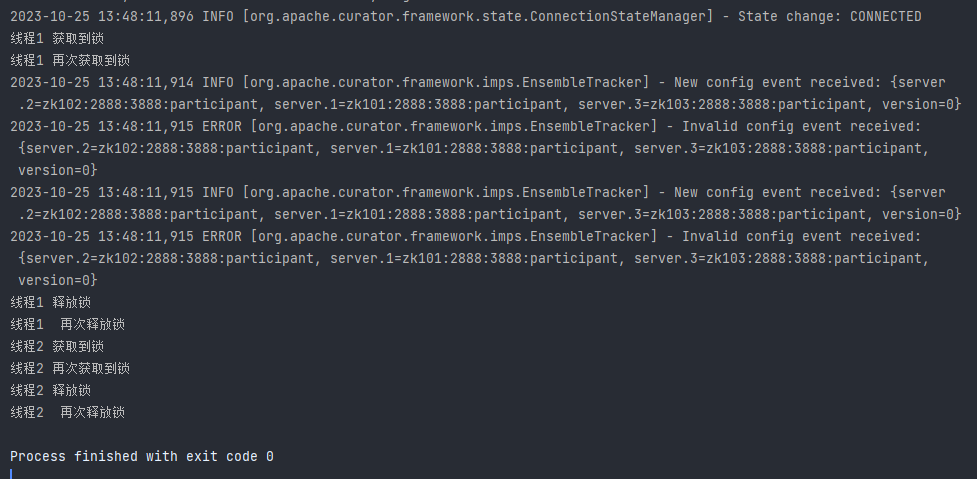 2023-10-25 13:48:11,896 INFO [org.apache.curator.framework.state.ConnectionStateManager] - State change: CONNECTED
线程1 获取到锁
线程1 再次获取到锁
2023-10-25 13:48:11,914 INFO [org.apache.curator.framework.imps.EnsembleTracker] - New config event received: {server
.2=zk102:2888:3888:participant, server.1=zk101:2888:3888:participant, server.3=zk103:2888:3888:participant, version=0}
2023-10-25 13:48:11,915 ERROR [org.apache.curator.framework.imps.EnsembleTracker] - Invalid config event received:
{server.2=zk102:2888:3888:participant, server.1=zk101:2888:3888:participant, server.3=zk103:2888:3888:participant,
version=0}
2023-10-25 13:48:11,915 INFO [org.apache.curator.framework.imps.EnsembleTracker] - New config event received: {server
.2=zk102:2888:3888:participant, server.1=zk101:2888:3888:participant, server.3=zk103:2888:3888:participant, version=0}
2023-10-25 13:48:11,915 ERROR [org.apache.curator.framework.imps.EnsembleTracker] - Invalid config event received:
{server.2=zk102:2888:3888:participant, server.1=zk101:2888:3888:participant, server.3=zk103:2888:3888:participant,
version=0}
线程1 释放锁
线程1  再次释放锁
线程2 获取到锁
线程2 再次获取到锁
线程2 释放锁
线程2  再次释放锁
Process finished with exit code 0